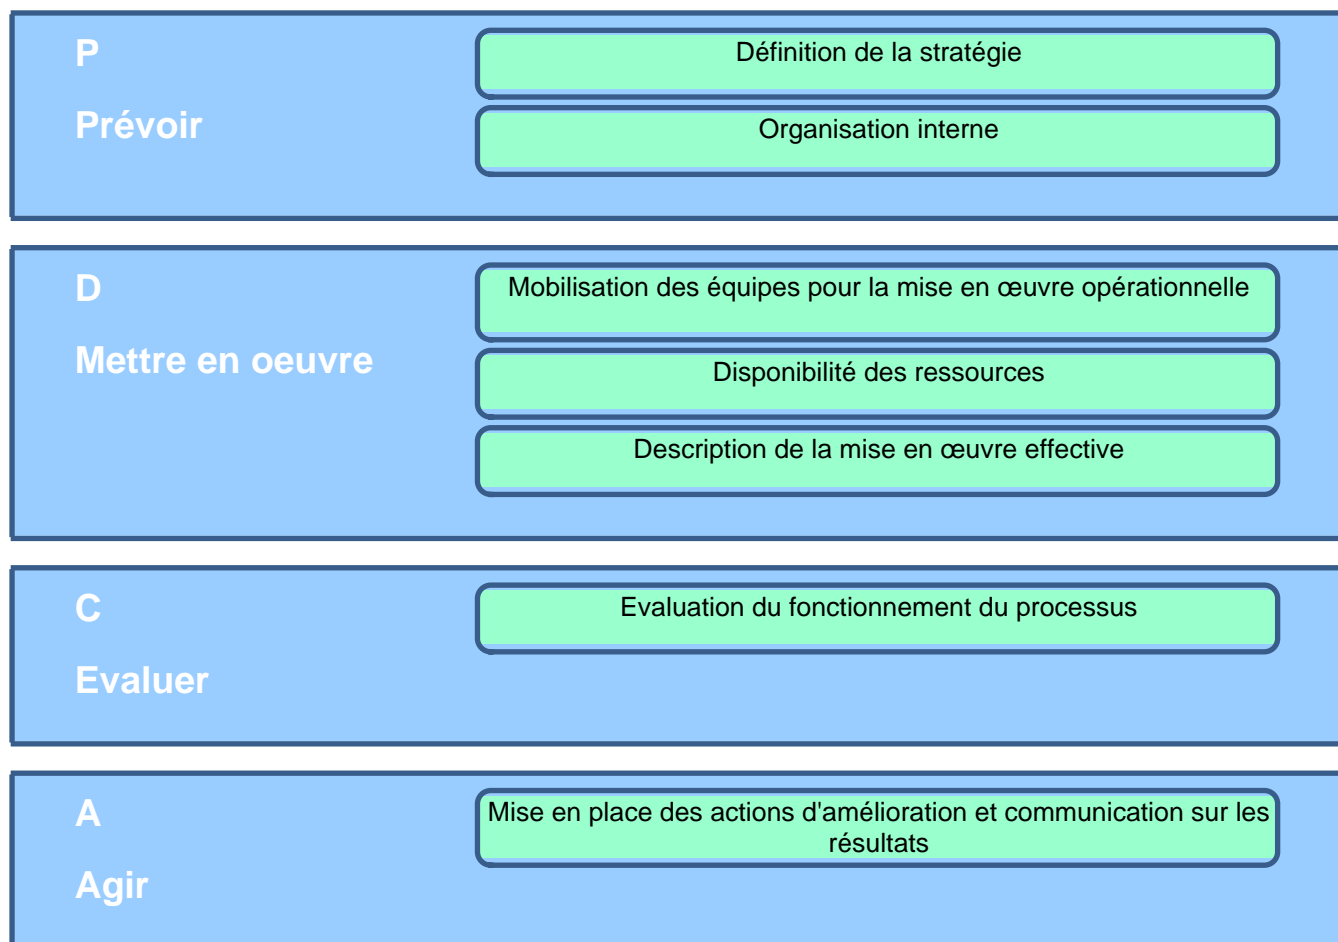 P
Prévoir
Définition de la stratégie
Organisation interne
D
Mettre en oeuvre
Mobilisation des équipes pour la mise en œuvre opérationnelle
Disponibilité des ressources
Description de la mise en œuvre effective
C
Evaluer
Evaluation du fonctionnement du processus
A
Agir
Mise en place des actions d'amélioration et communication sur les
résultats